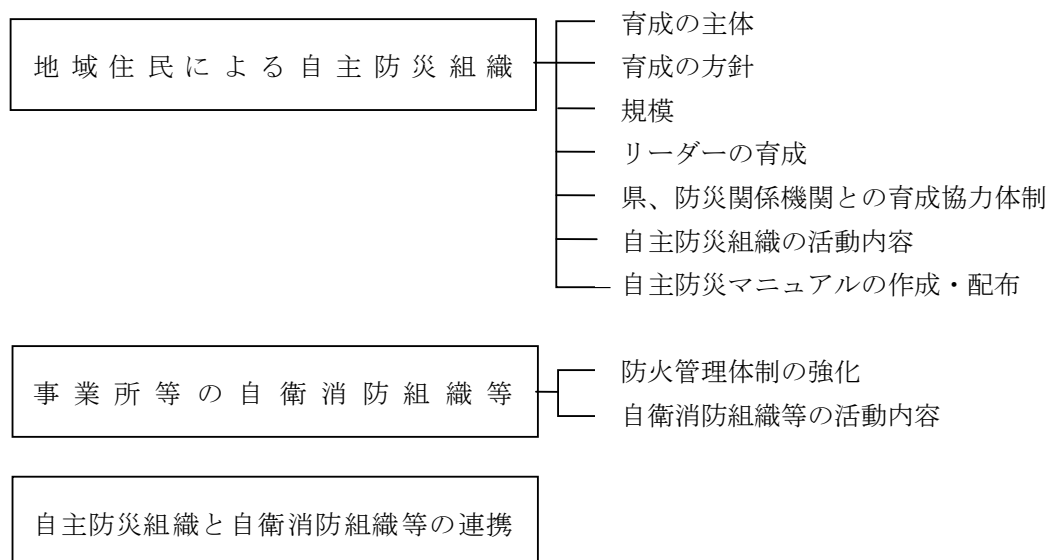 地域住民による自主防災組織
育成の主体
育成の方針
規模
リーダーの育成
県、防災関係機関との育成協力体制
自主防災組織の活動内容
自主防災マニュアルの作成・配布
事業所等の自衛消防組織等
防火管理体制の強化
自衛消防組織等の活動内容
自主防災組織と自衛消防組織等の連携